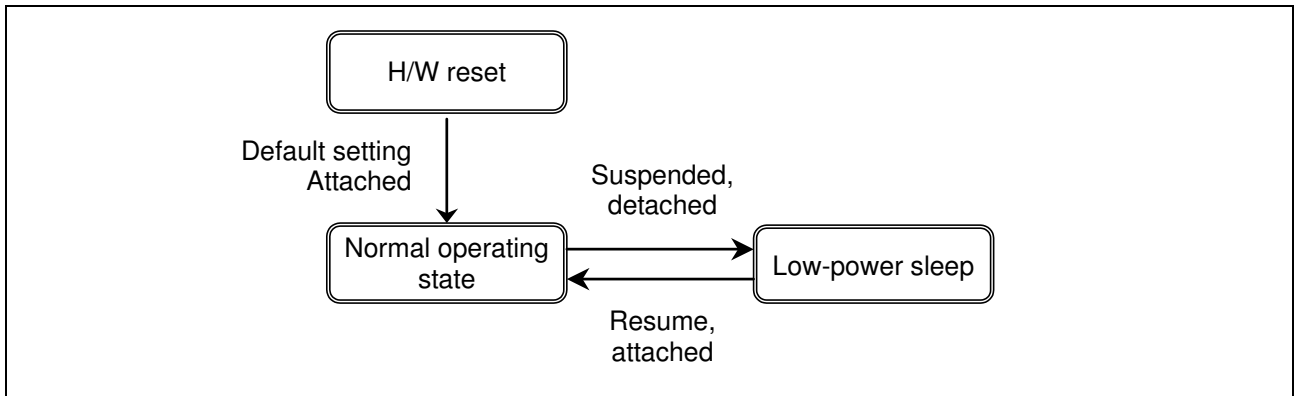 H/W reset
Default setting
Attached
Suspended,
detached
Normal operating
state
Low-power sleep
Resume,
attached